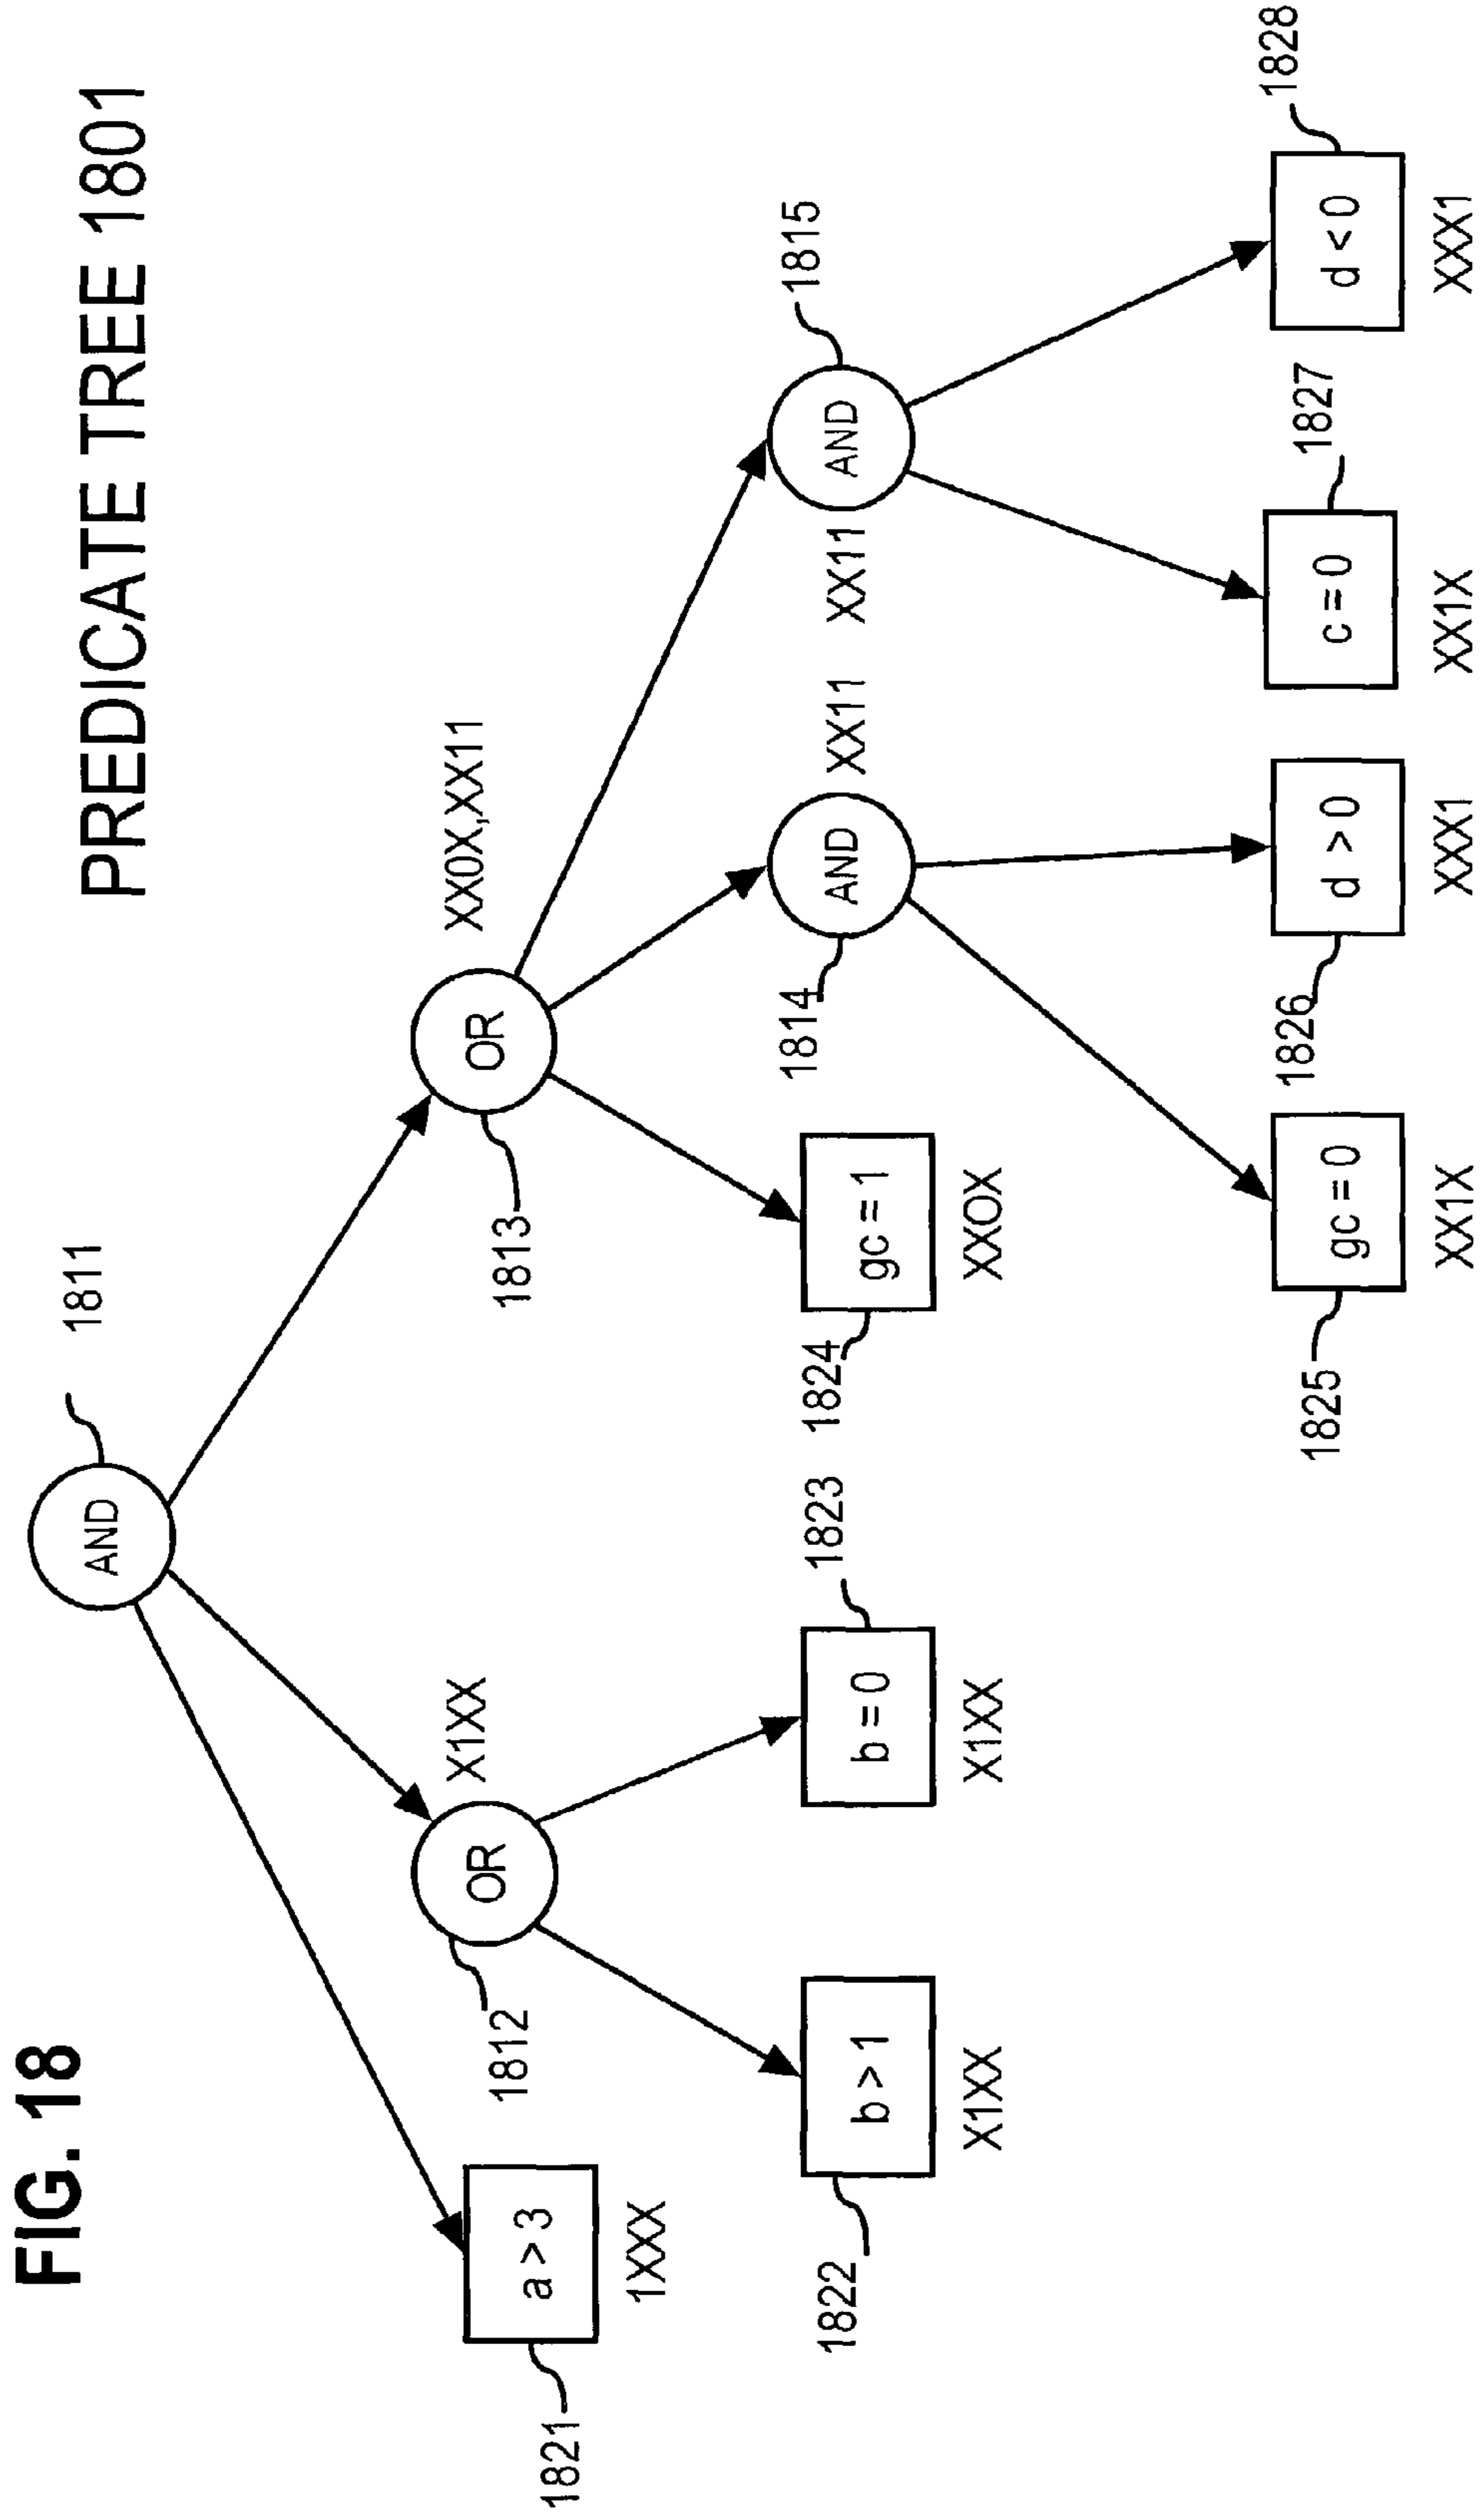 FIG. 18
PREDICATE TREE 1801
AND
1811
1812
OR
X1XX
1813
OR
XX0X,XX11
1821
a > 3
1XXX
1822
b > 1
X1XX
1823
b = 0
X1XX
1824
gc = 1
XX0X
1814
AND
XX11
1815
AND
XX11
1825
gc = 0
XX1X
1826
d > 0
XXX1
1827
c = 0
XX1X
1828
d < 0
XXX1